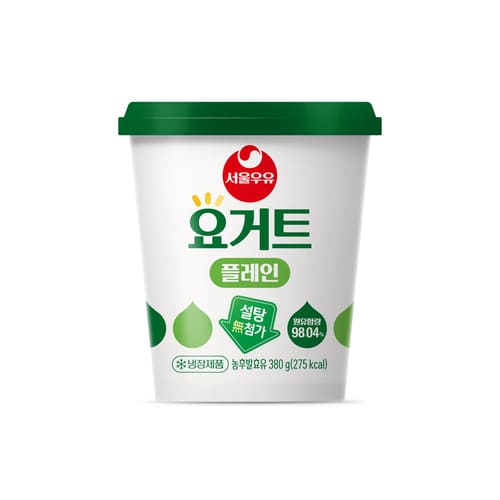 서울우유
요거트
플레인
설탕
無첨가
원유함량
98.04%
냉장제품
농후발효유 380 g(275 kcal)